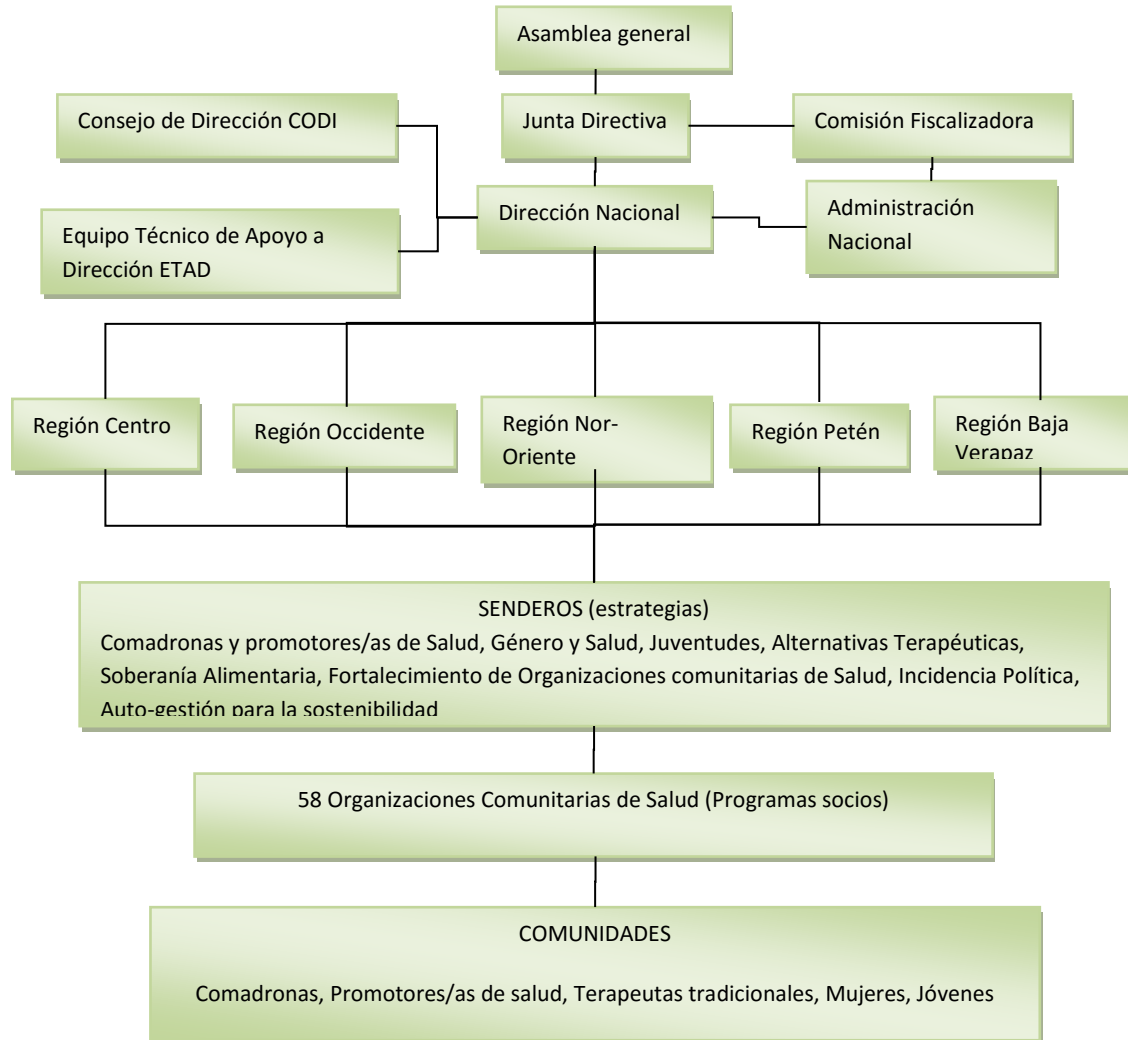 Asamblea general
Consejo de Dirección CODI
Junta Directiva
Comisión Fiscalizadora
Equipo Técnico de Apoyo a
Dirección ETAD
Dirección Nacional
Administración
Nacional
Región Centro
Región Occidente
Región Nor-
Oriente
Región Petén
Región Baja
Verapaz
SENDEROS (estrategias)
Comadronas y promotores/as de Salud, Género y Salud, Juventudes, Alternativas Terapéuticas,
Soberanía Alimentaria, Fortalecimiento de Organizaciones comunitarias de Salud, Incidencia Política,
Auto-gestión para la sostenibilidad
58 Organizaciones Comunitarias de Salud (Programas socios)
COMUNIDADES
Comadronas, Promotores/as de salud, Terapeutas tradicionales, Mujeres, Jóvenes